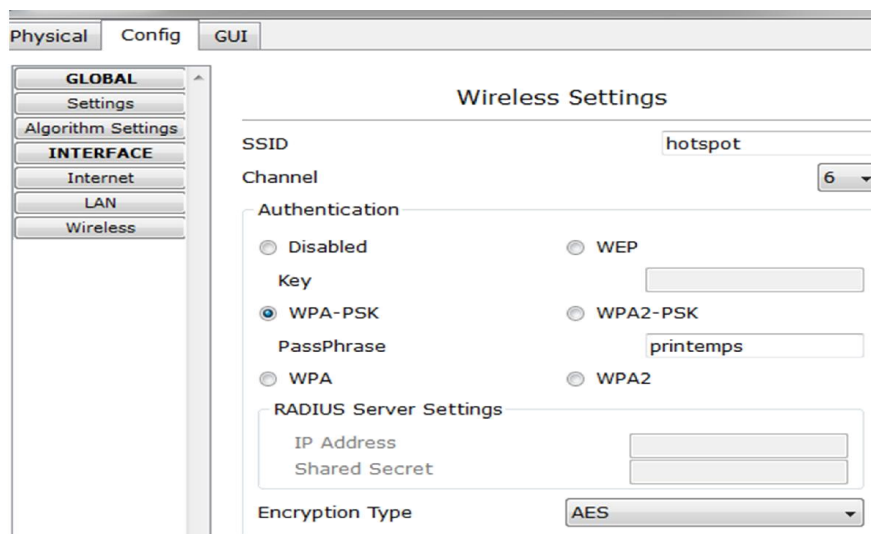 Physical Config GUI
GLOBAL
Settings
Algorithm Settings
INTERFACE
Internet
LAN
Wireless
Wireless Settings
SSID hotspot
Channel 6
Authentication
Disabled WEP
Key
WPA-PSK WPA2-PSK
PassPhrase printemps
WPA WPA2
RADIUS Server Settings
IP Address
Shared Secret
Encryption Type AES